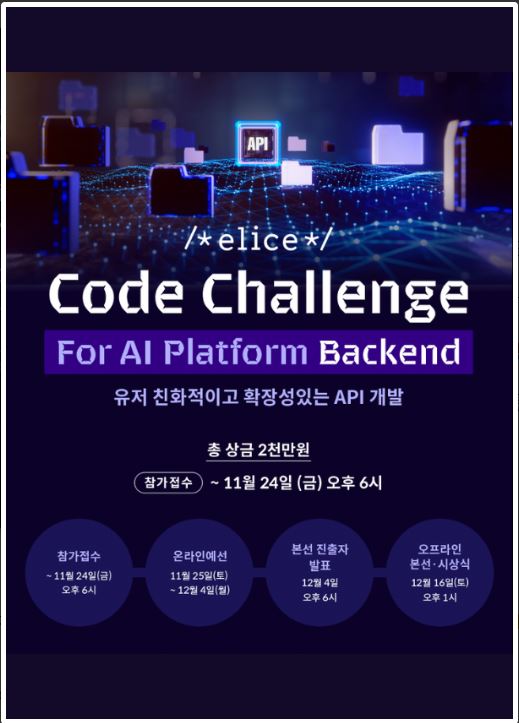 API
/*elice*/
Code Challenge
For AI Platform Backend
유저 친화적이고 확장성있는 API 개발
총 상금 2천만원
참가접수 ~ 11월 24일 (금) 오후 6시
참가접수
~ 11월 24일(금)
오후 6시
온라인예선
11월 25일(토)
~ 12월 4일(월)
본선 진출자
발표
12월 4일
오후 6시
오프라인
본선·시상식
12월 16일(토)
오후 1시